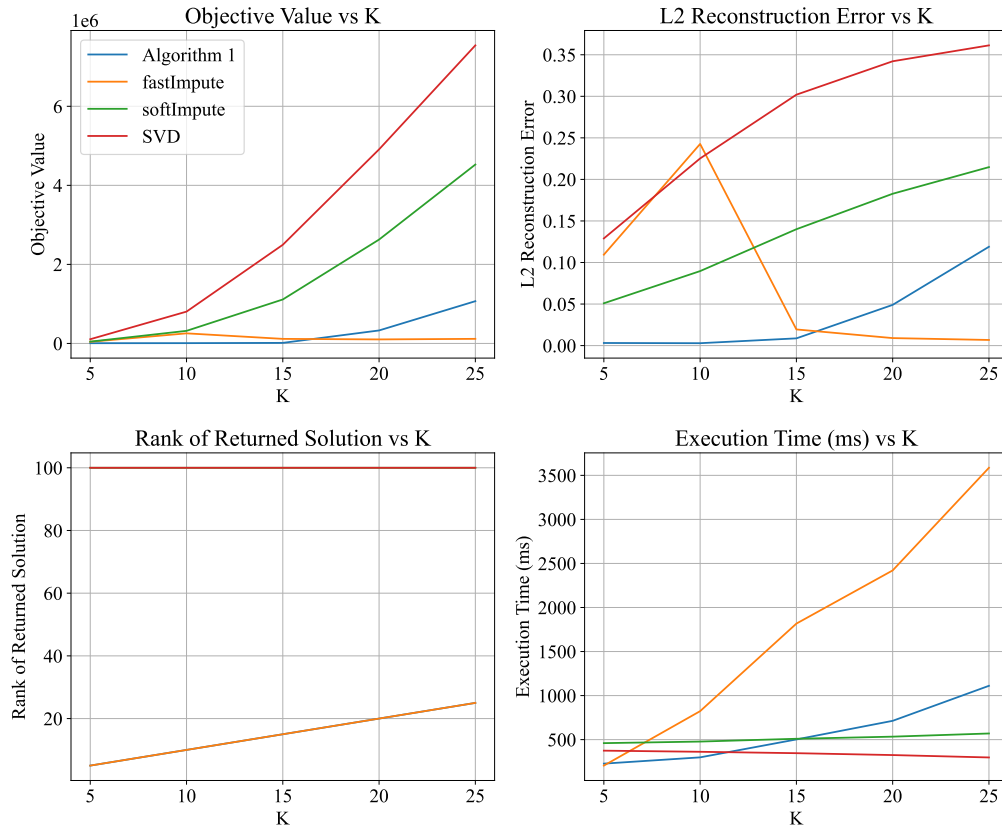 Objective Value vs K
1e6
Objective Value
6
4
2
0
Algorithm 1
fastImpute
softImpute
SVD
5 10 15 20 25
K
L2 Reconstruction Error vs K
L2 Reconstruction Error
0.35
0.30
0.25
0.20
0.15
0.10
0.05
0.00
5 10 15 20 25
K
Rank of Returned Solution vs K
Rank of Returned Solution
100
80
60
40
20
5 10 15 20 25
K
Execution Time (ms) vs K
Execution Time (ms)
3500
3000
2500
2000
1500
1000
500
5 10 15 20 25
K